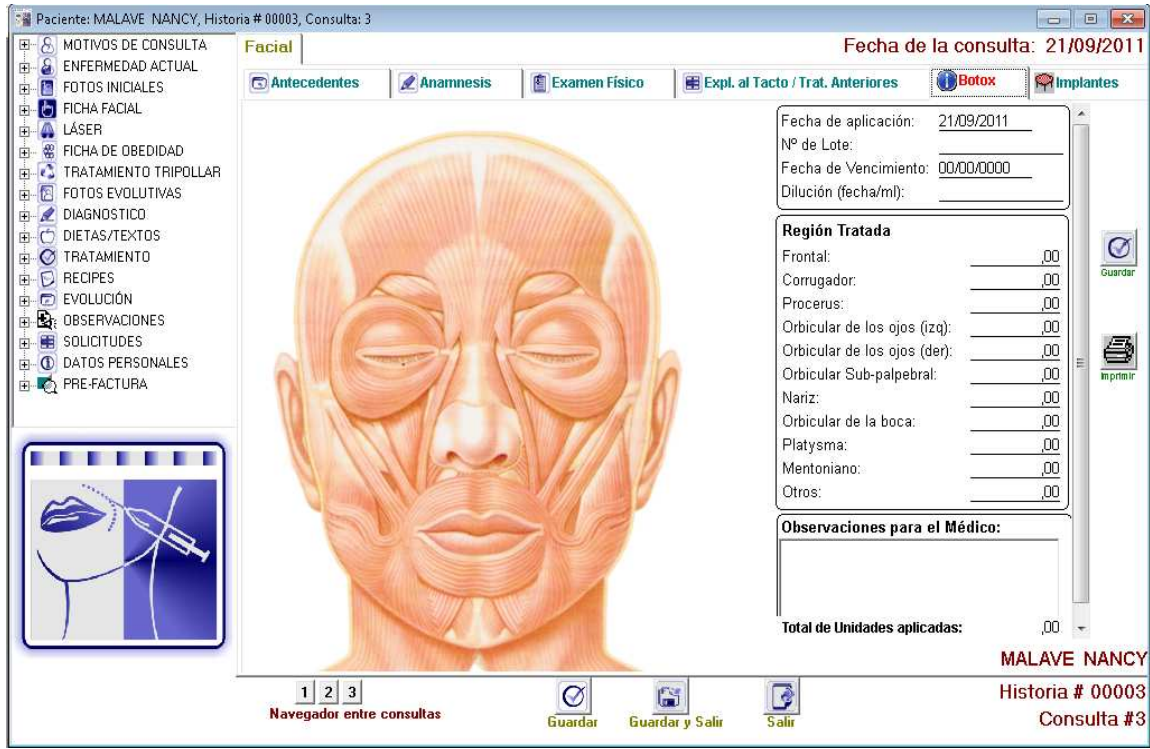 Paciente: MALAVE NANCY, Historia # 00003, Consulta: 3
MOTIVOS DE CONSULTA
ENFERMEDAD ACTUAL
FOTOS INICIALES
FICHA FACIAL
LÁSER
FICHA DE OBEDIDAD
TRATAMIENTO TRIPOLLAR
FOTOS EVOLUTIVAS
DIAGNOSTICO
DIETAS/TEXTOS
TRATAMIENTO
RECIPES
EVOLUCIÓN
OBSERVACIONES
SOLICITUDES
DATOS PERSONALES
PRE-FACTURA
Facial
Fecha de la consulta: 21/09/2011
Antecedentes
Anamnesis
Examen Físico
Expl. al Tacto / Trat. Anteriores
Botox
Implantes
Fecha de aplicación: 21/09/2011
Nº de Lote:
Fecha de Vencimiento: 00/00/0000
Dilución (fecha/ml):
Región Tratada
Frontal: ,00
Corrugador: ,00
Procerus: ,00
Orbicular de los ojos (izq): ,00
Orbicular de los ojos (der): ,00
Orbicular Sub-palpebral: ,00
Nariz: ,00
Orbicular de la boca: ,00
Platysma: ,00
Mentoniano: ,00
Otros: ,00
Observaciones para el Médico:
Total de Unidades aplicadas: ,00
Guardar
Imprimir
MALAVE NANCY
Historia # 00003
Consulta #3
1 2 3
Navegador entre consultas
Guardar
Guardar y Salir
Salir